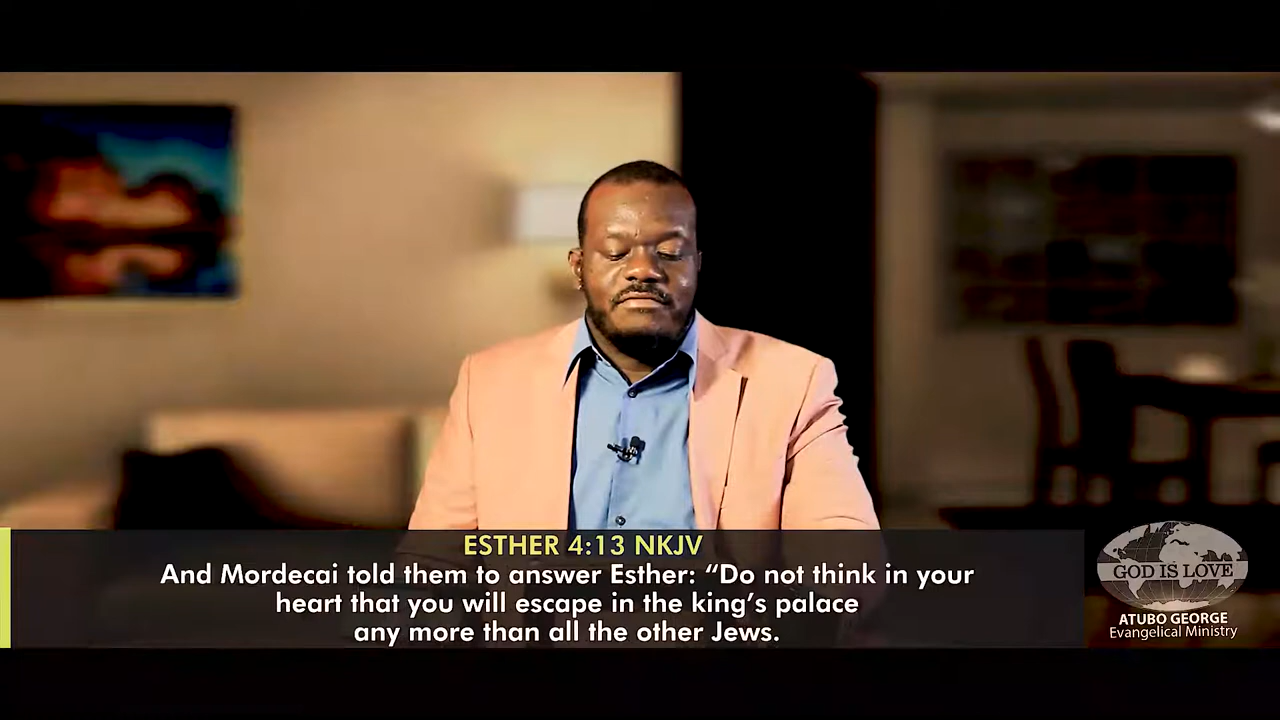 ESTHER 4:13 NKJV
And Mordecai told them to answer Esther: “Do not think in your
heart that you will escape in the king’s palace
any more than all the other Jews.
GOD IS LOVE
ATUBO GEORGE
Evangelical Ministry